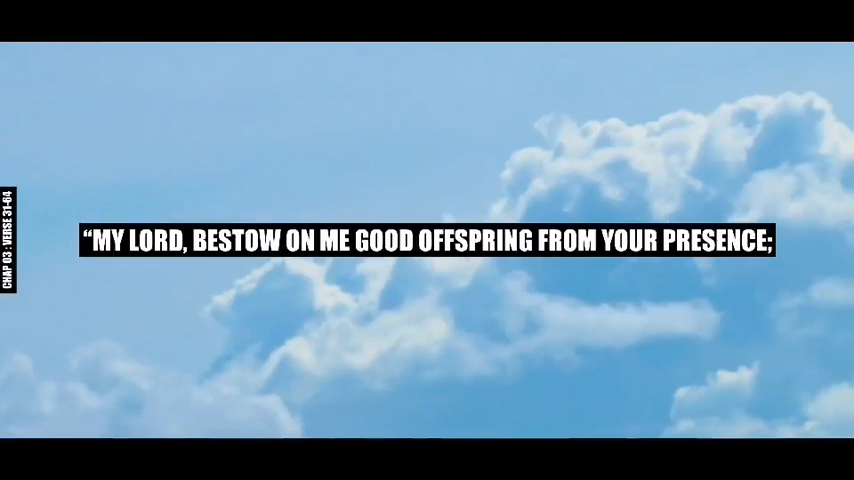 CHAP 03 : VERSE 31-64
“MY LORD, BESTOW ON ME GOOD OFFSPRING FROM YOUR PRESENCE;